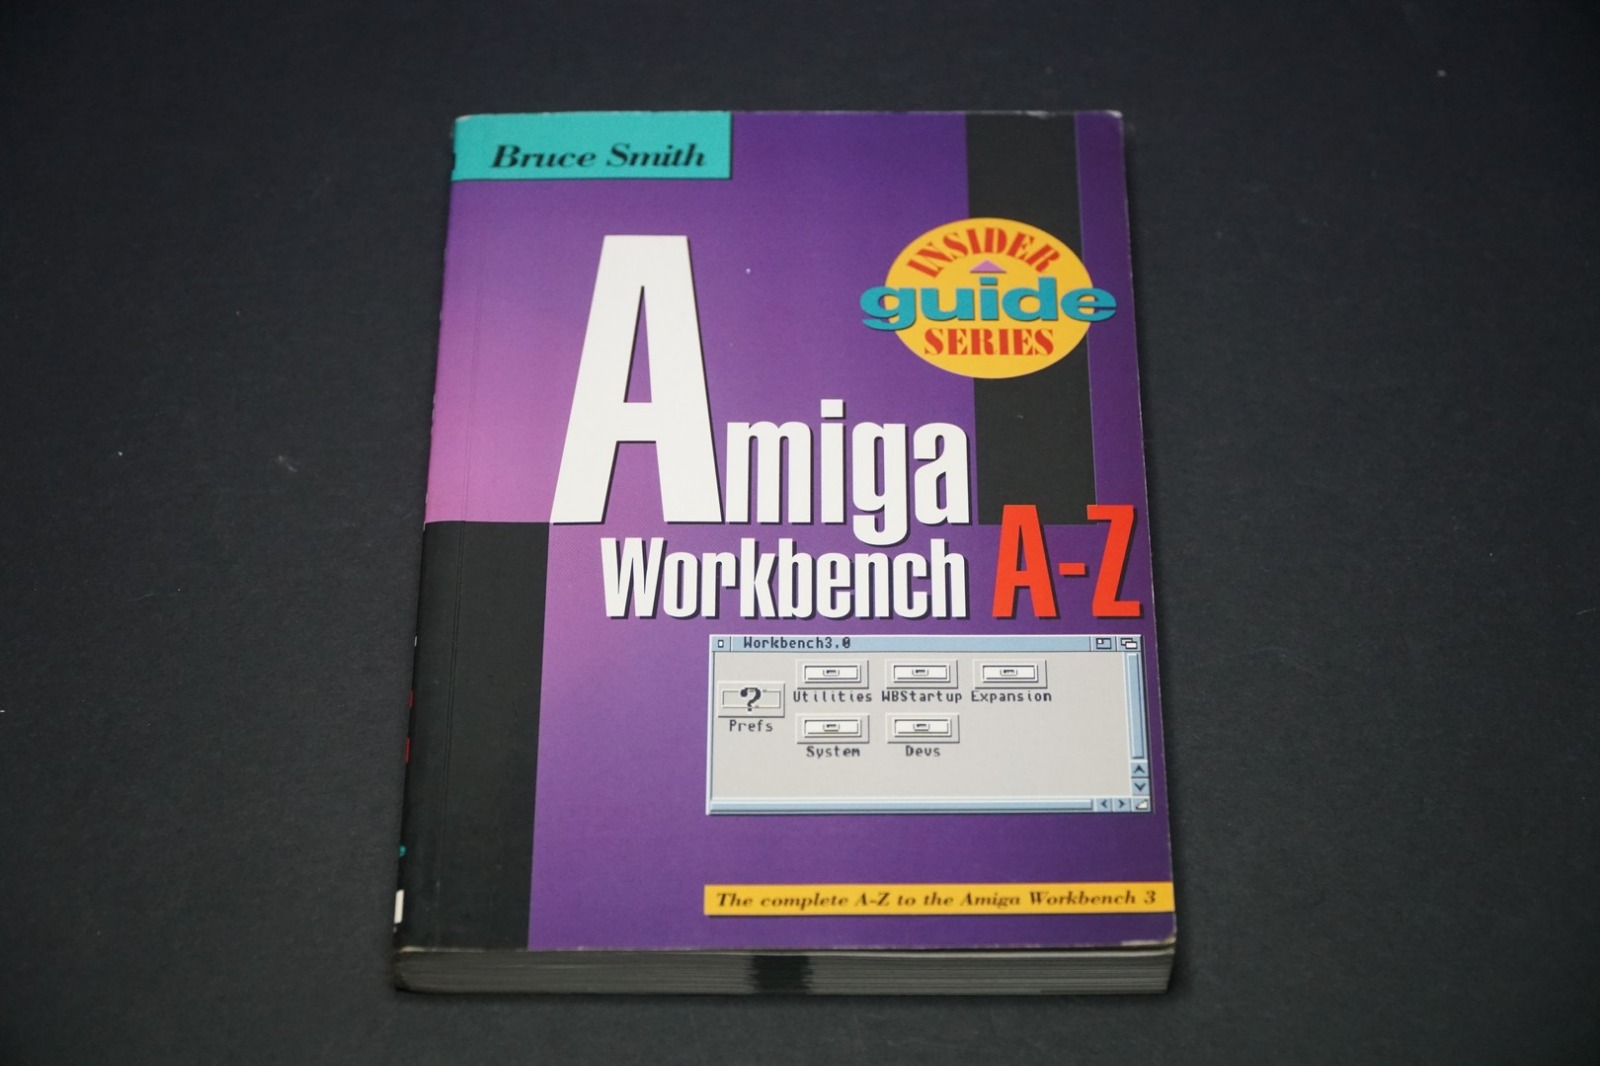 Bruce Smith
INSIDER
guide
SERIES
Amiga
Workbench A-Z
Workbench3.0
Utilities WBStartup Expansion
Prefs
System Devs
The complete A-Z to the Amiga Workbench 3